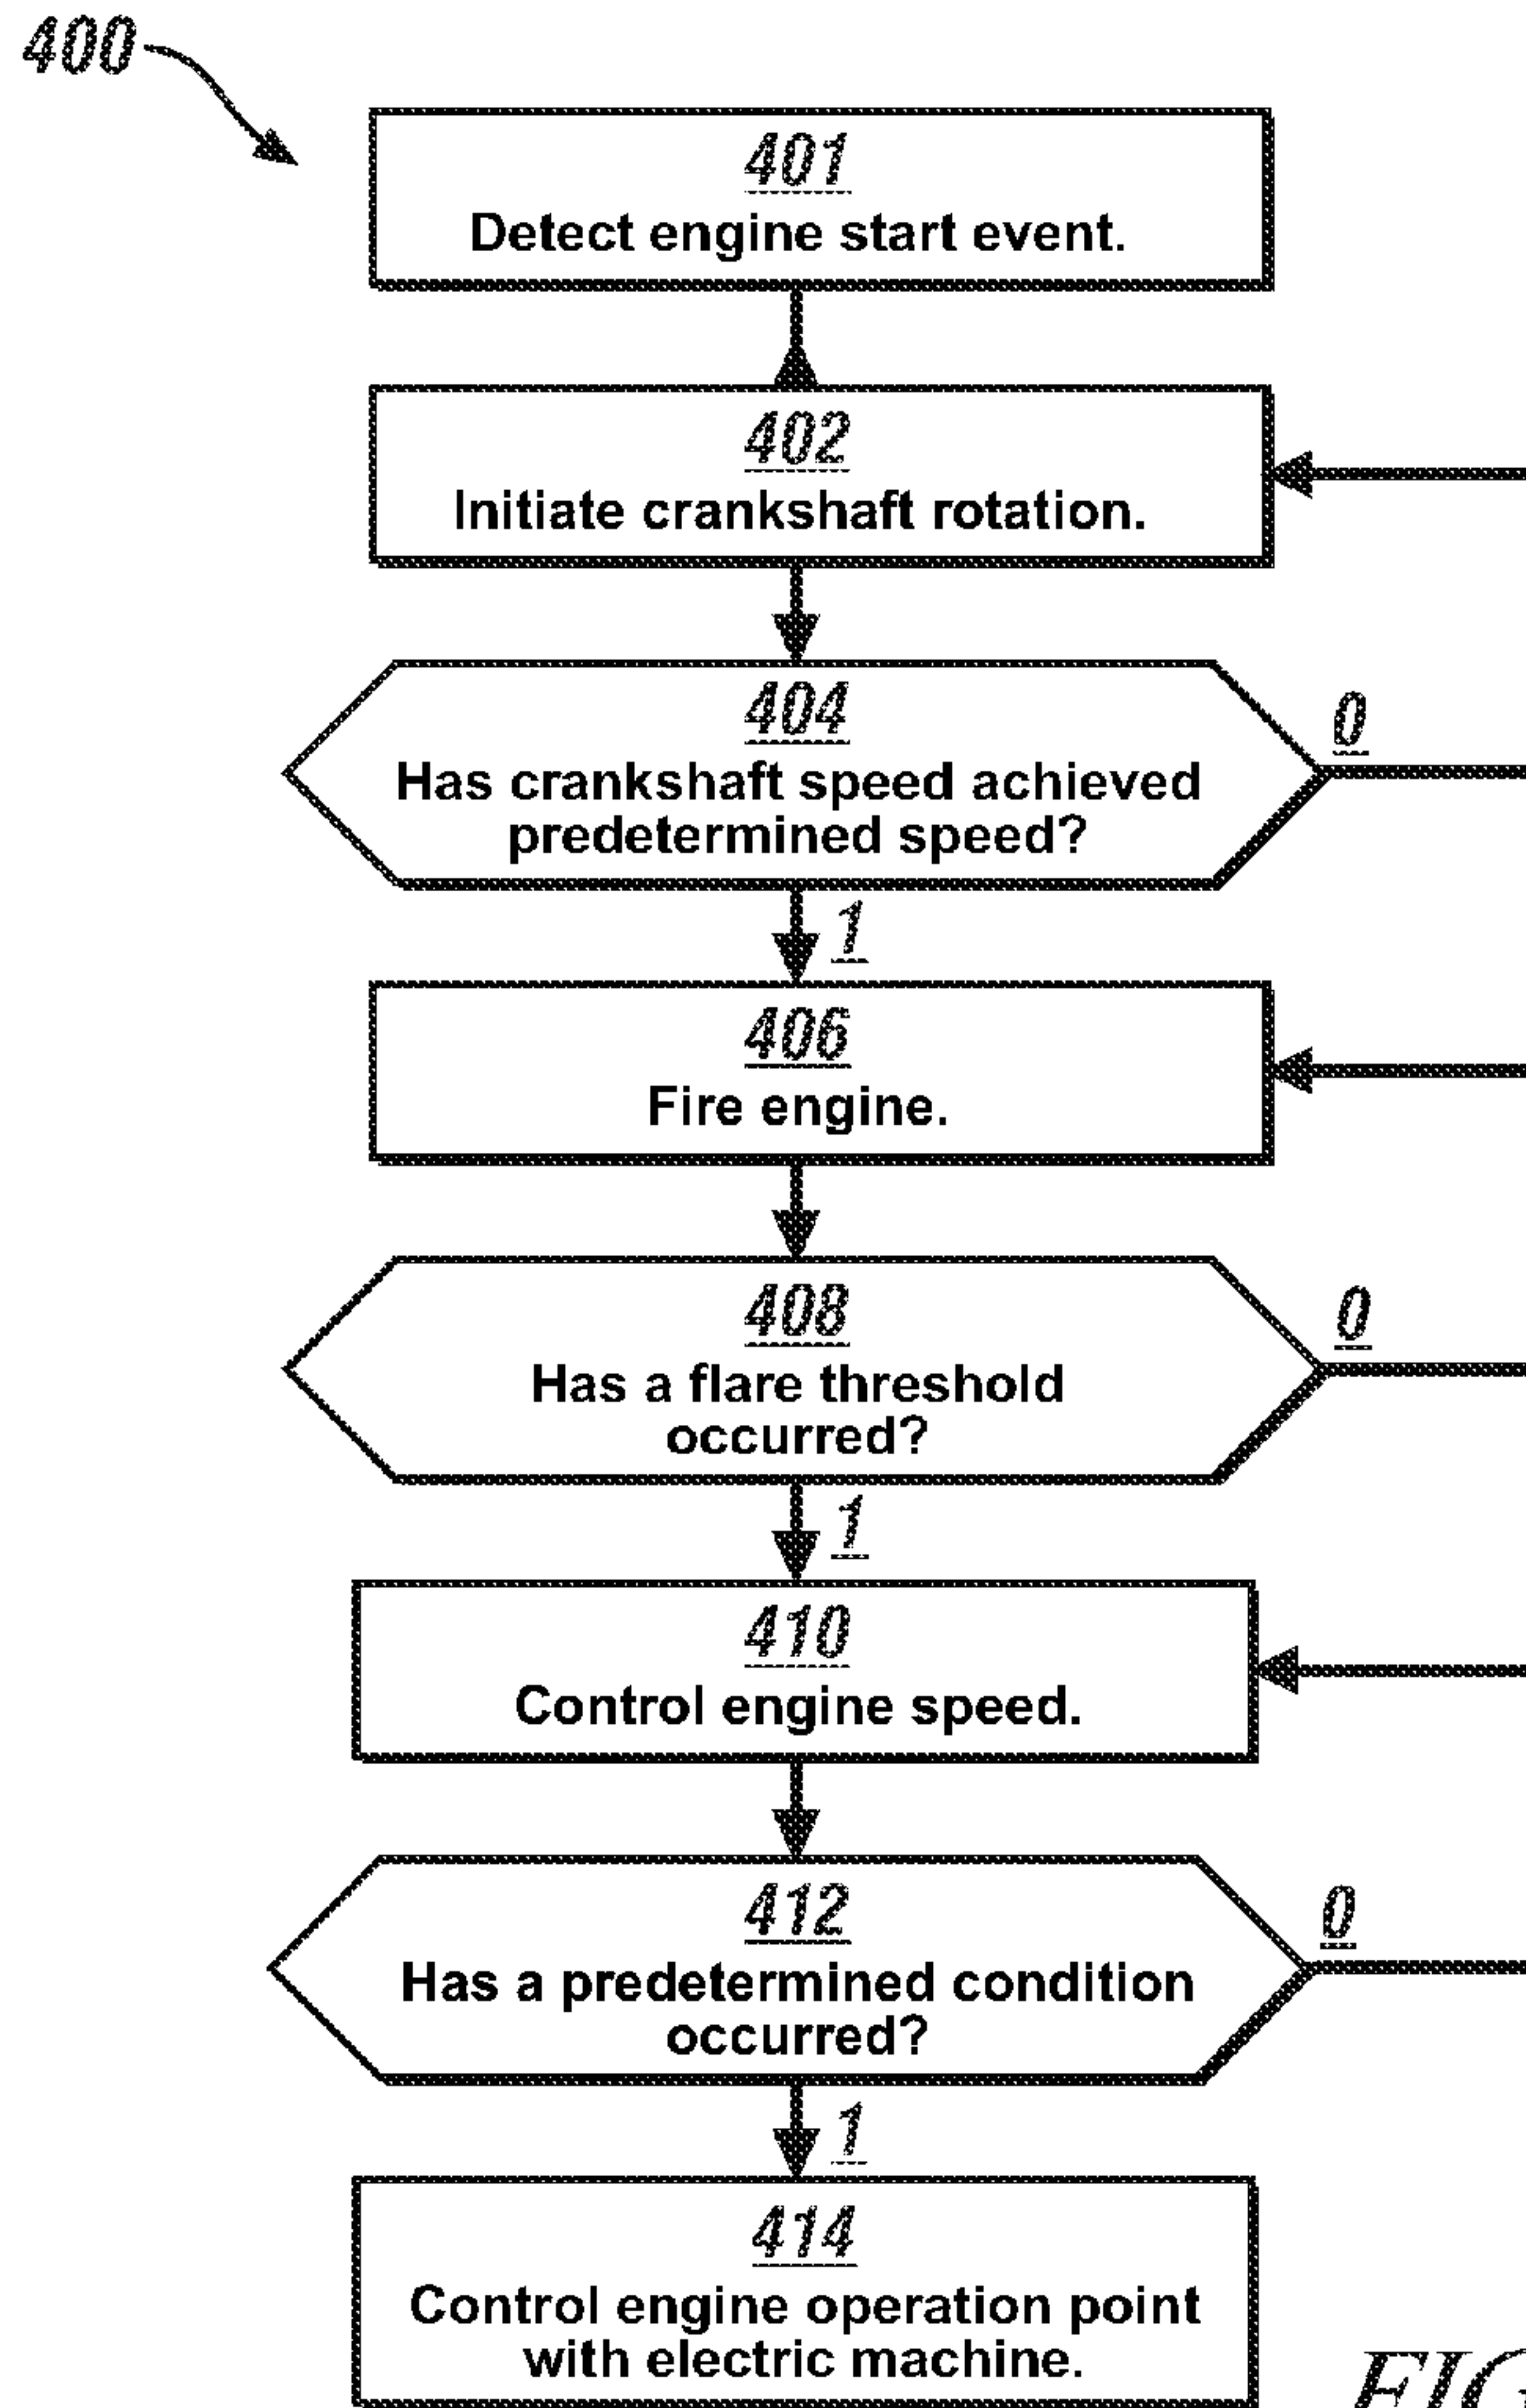 400
401
Detect engine start event.
402
Initiate crankshaft rotation.
404
0
Has crankshaft speed achieved
predetermined speed?
1
406
Fire engine.
408
0
Has a flare threshold
occurred?
1
410
Control engine speed.
412
0
Has a predetermined condition
occurred?
1
414
Control engine operation point
with electric machine.
FIG